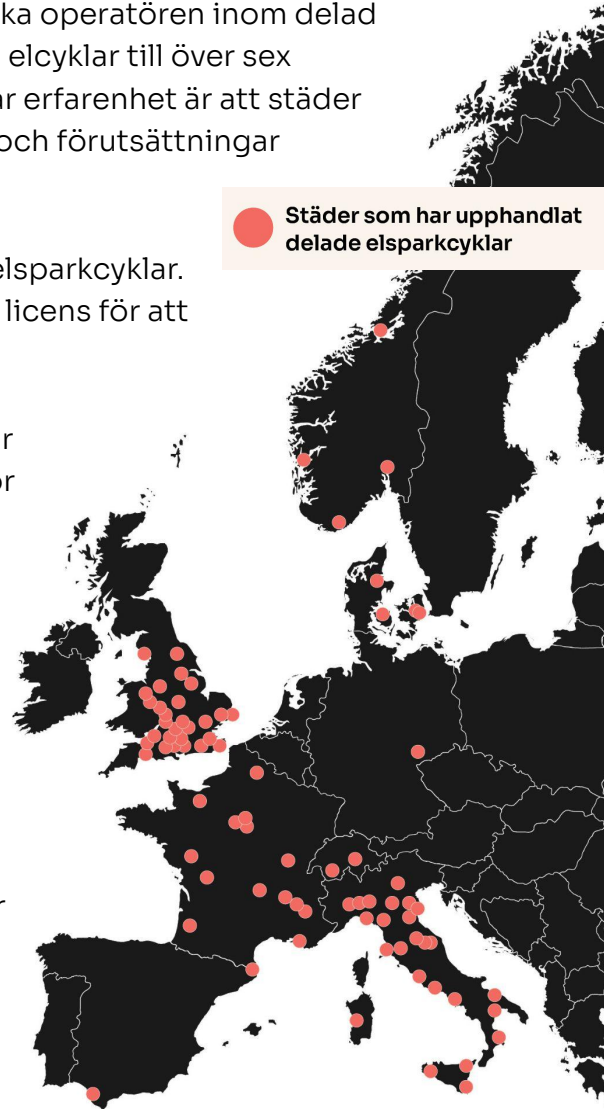 ka operatören inom delad
elcyklar till över sex
ar erfarenhet är att städer
och förutsättningar
Städer som har upphandlat
delade elsparkcyklar
elsparkcyklar.
licens för att
r
or
r